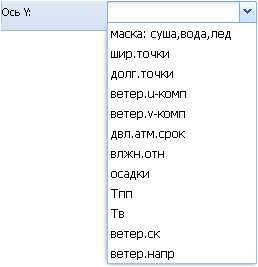 Ось Y:
маска: суша,вода,лед
шир.точки
долг.точки
ветер.u-комп
ветер.v-комп
двл.атм.срок
влжн.отн
осадки
Тпп
Тв
ветер.ск
ветер.напр